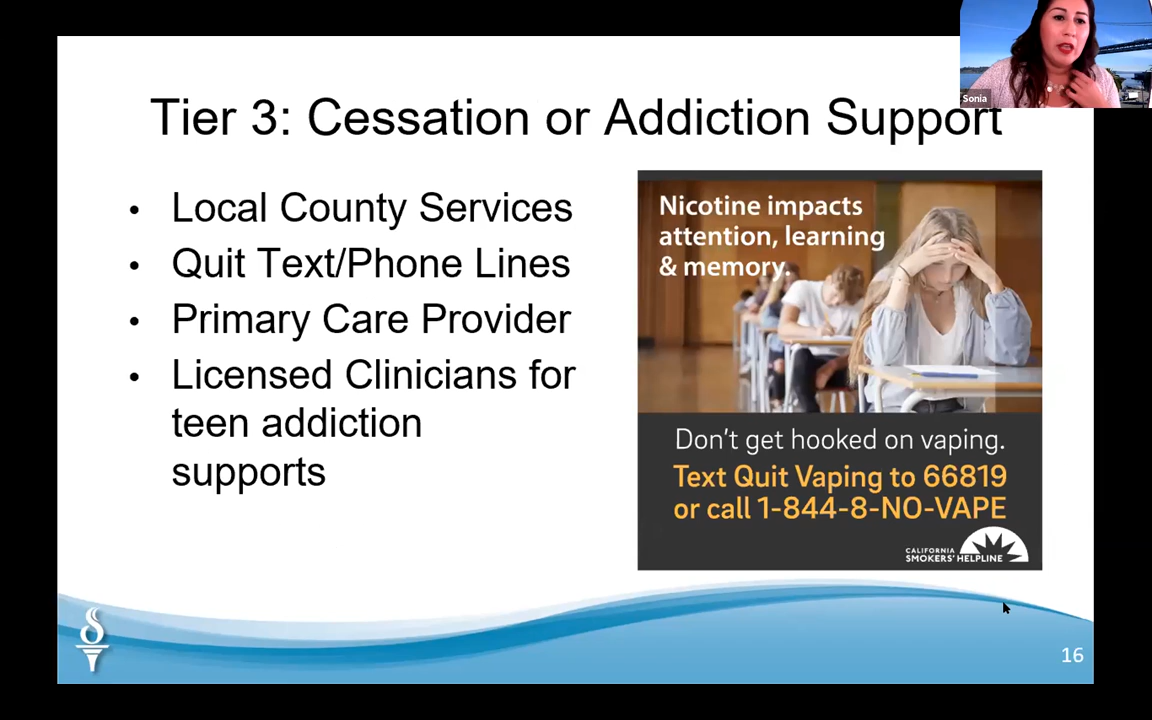 Sonia
Tier 3: Cessation or Addiction Support
• Local County Services
• Quit Text/Phone Lines
• Primary Care Provider
• Licensed Clinicians for
teen addiction
supports
Nicotine impacts
attention, learning
& memory.
Don't get hooked on vaping.
Text Quit Vaping to 66819
or call 1-844-8-NO-VAPE
CALIFORNIA
SMOKERS' HELPLINE
16